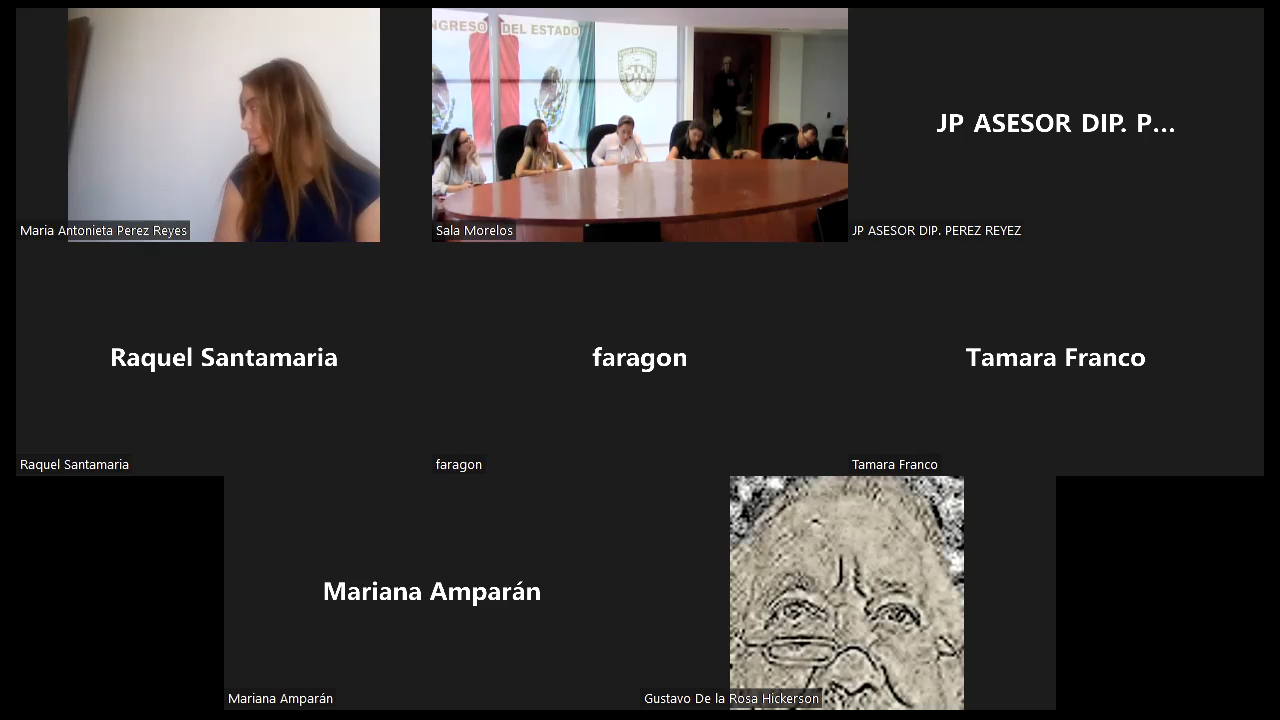 NGRESO DEL ESTADO
Maria Antonieta Perez Reyes
Sala Morelos
JP ASESOR DIP. P...
JP ASESOR DIP. PEREZ REYEZ
Raquel Santamaria
Raquel Santamaria
faragon
faragon
Tamara Franco
Tamara Franco
Mariana Amparán
Mariana Amparán
Gustavo De la Rosa Hickerson